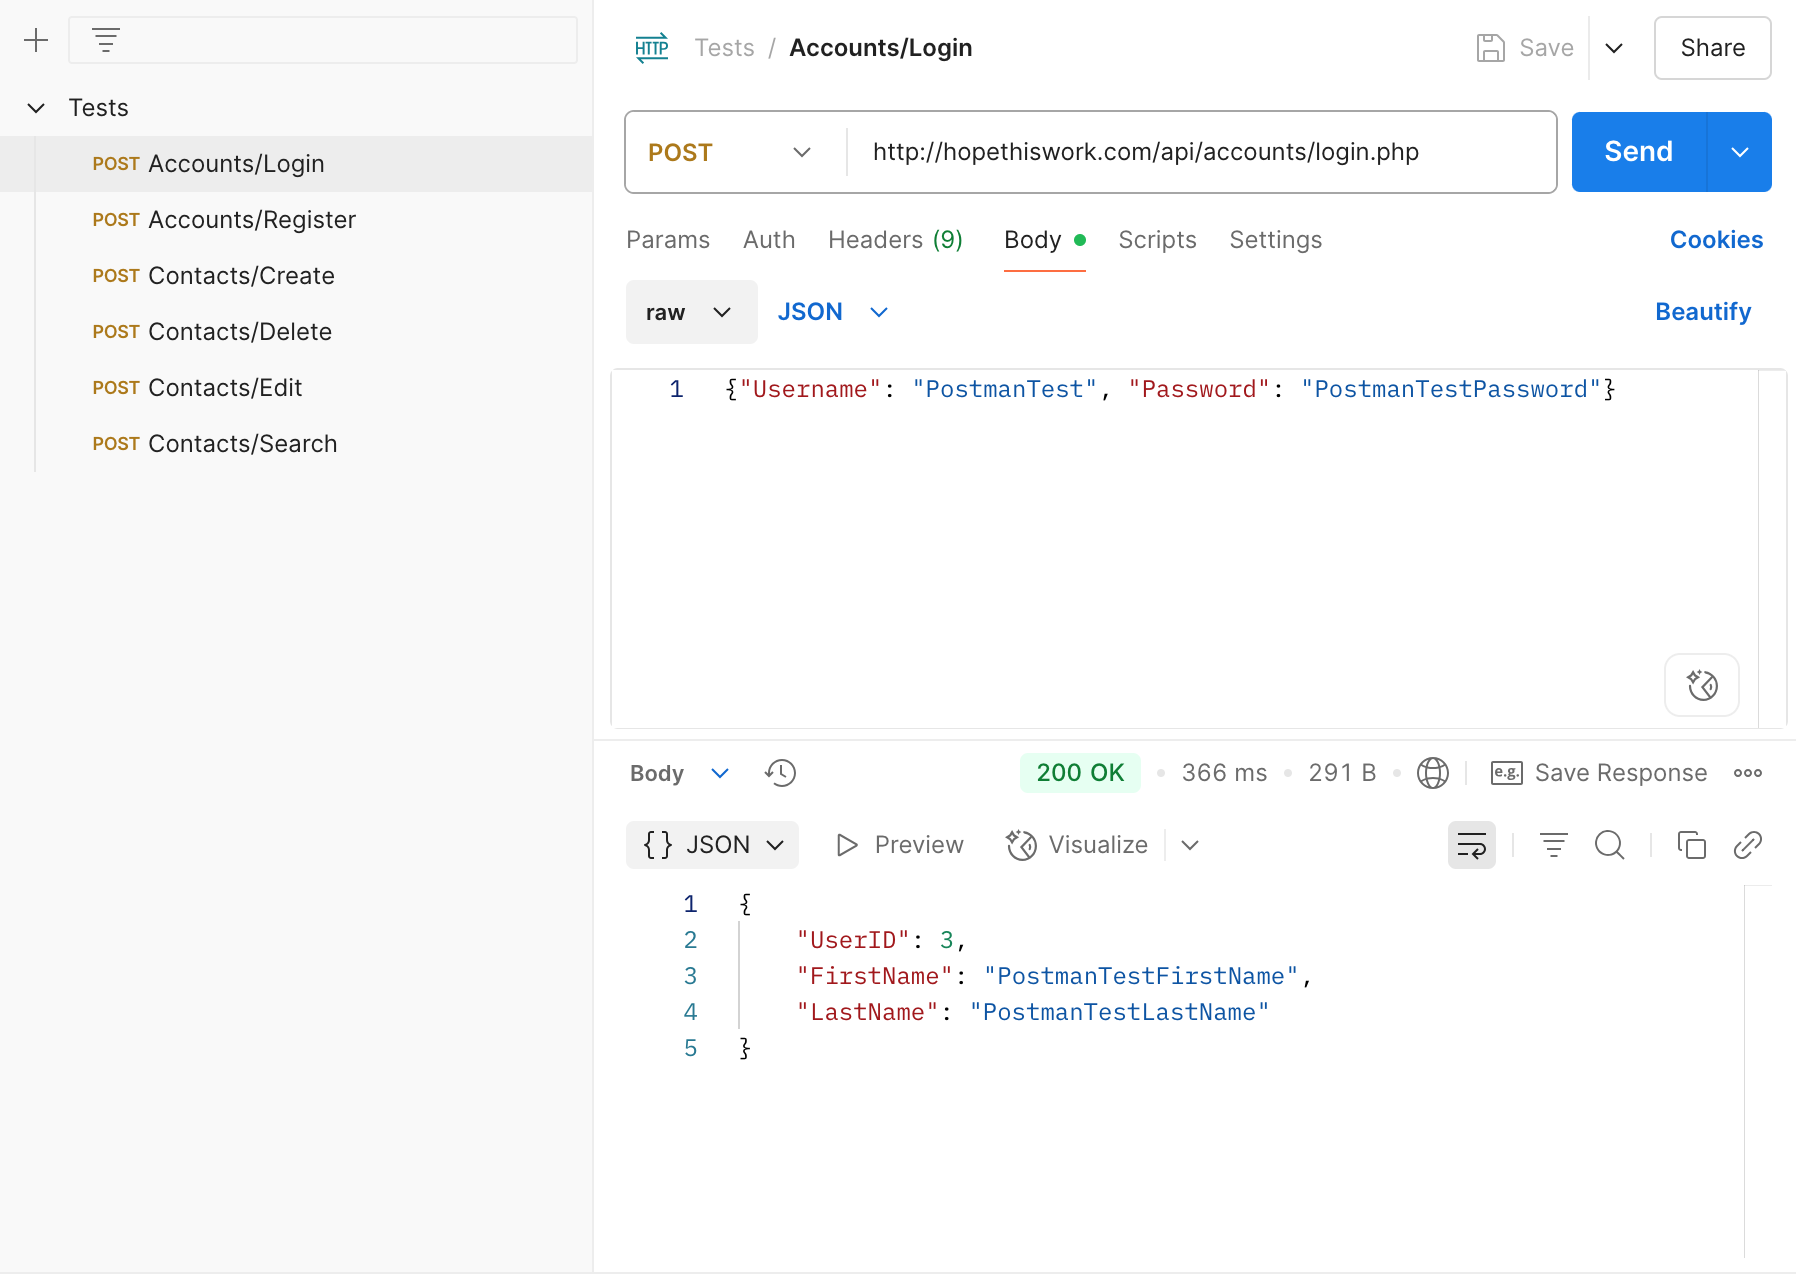 Tests
POST Accounts/Login
POST Accounts/Register
POST Contacts/Create
POST Contacts/Delete
POST Contacts/Edit
POST Contacts/Search
HTTP Tests / Accounts/Login Save Share
POST http://hopethiswork.com/api/accounts/login.php Send
Params Auth Headers (9) Body Scripts Settings Cookies
raw JSON Beautify
1 {"Username": "PostmanTest", "Password": "PostmanTestPassword"}
Body 200 OK 366 ms 291 B e.g. Save Response
{} JSON Preview Visualize
1 {
2 "UserID": 3,
3 "FirstName": "PostmanTestFirstName",
4 "LastName": "PostmanTestLastName"
5 }